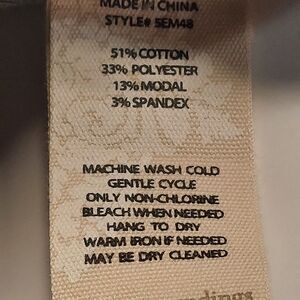 MADE IN CHINA
STYLE# 5EM48
51% COTTON
33% POLYESTER
13% MODAL
3% SPANDEX
MACHINE WASH COLD
GENTLE CYCLE
ONLY NON-CHLORINE
BLEACH WHEN NEEDED
HANG TO DRY
WARM IRON IF NEEDED
MAY BE DRY CLEANED